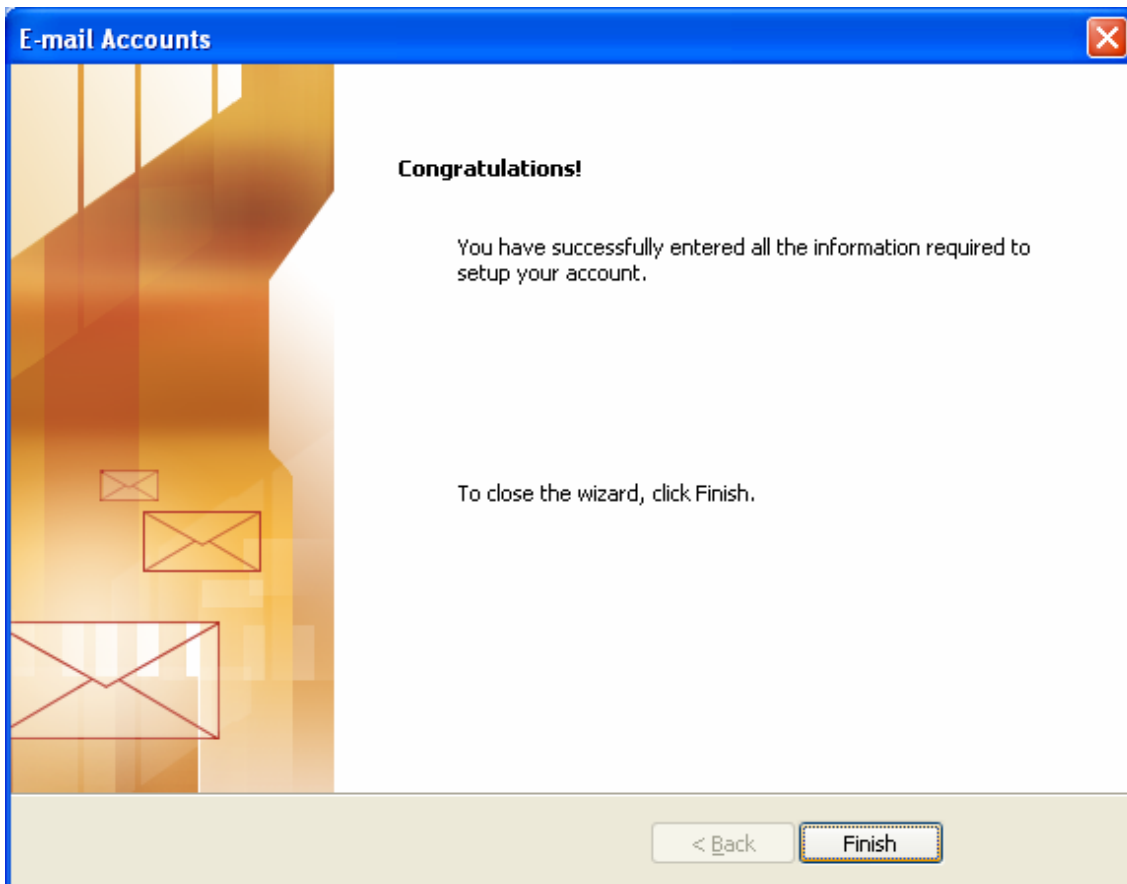 E-mail Accounts
Congratulations!
You have successfully entered all the information required to
setup your account.
To close the wizard, click Finish.
< Back
Finish